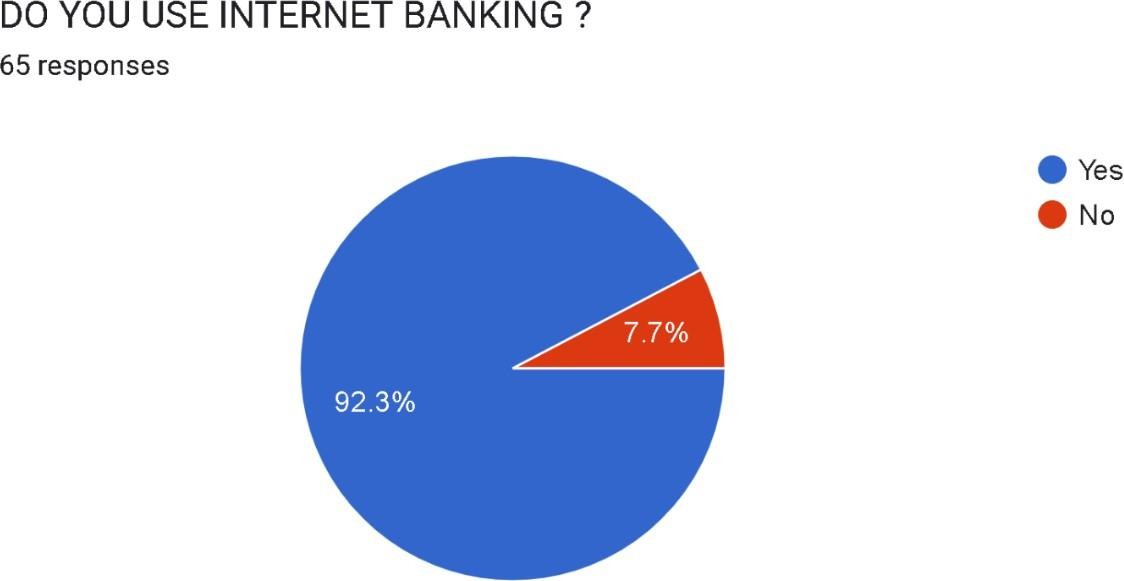 DO YOU USE INTERNET BANKING ?
65 responses
Yes
No
7.7%
92.3%